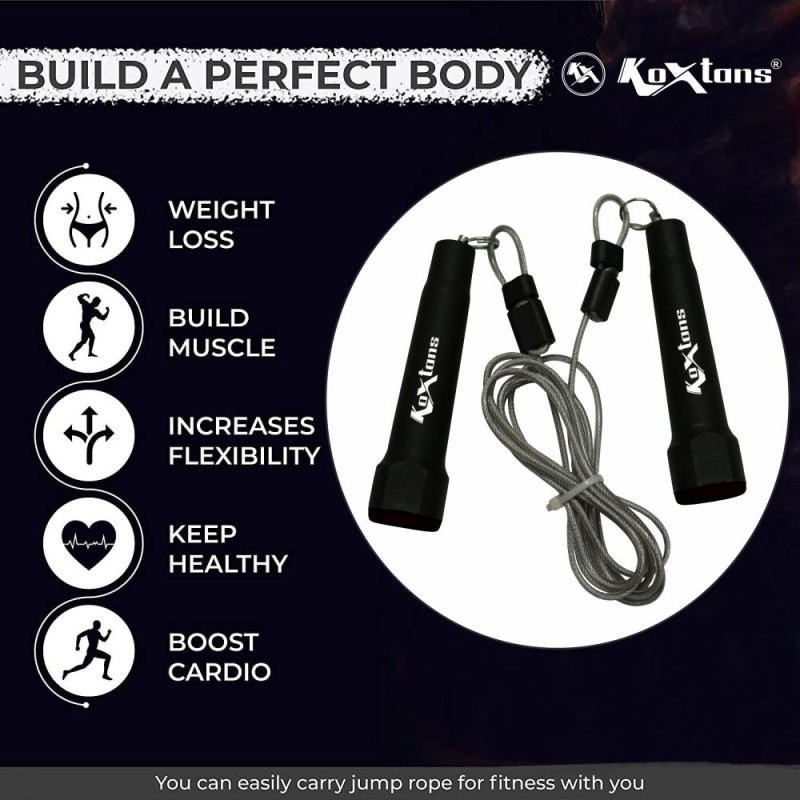 BUILD A PERFECT BODY
KoXtons®
WEIGHT
LOSS
BUILD
MUSCLE
INCREASES
FLEXIBILITY
KEEP
HEALTHY
BOOST
CARDIO
KoXtons
KoXtons
You can easily carry jump rope for fitness with you